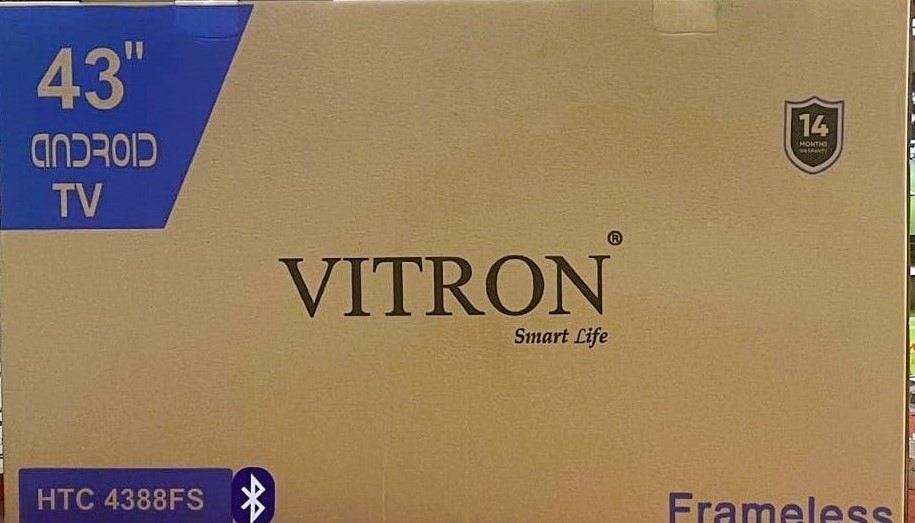 43"
ANDROID
TV
14
MONTHS
WARRANTY
VITRON®
Smart Life
HTC 4388FS
Frameless